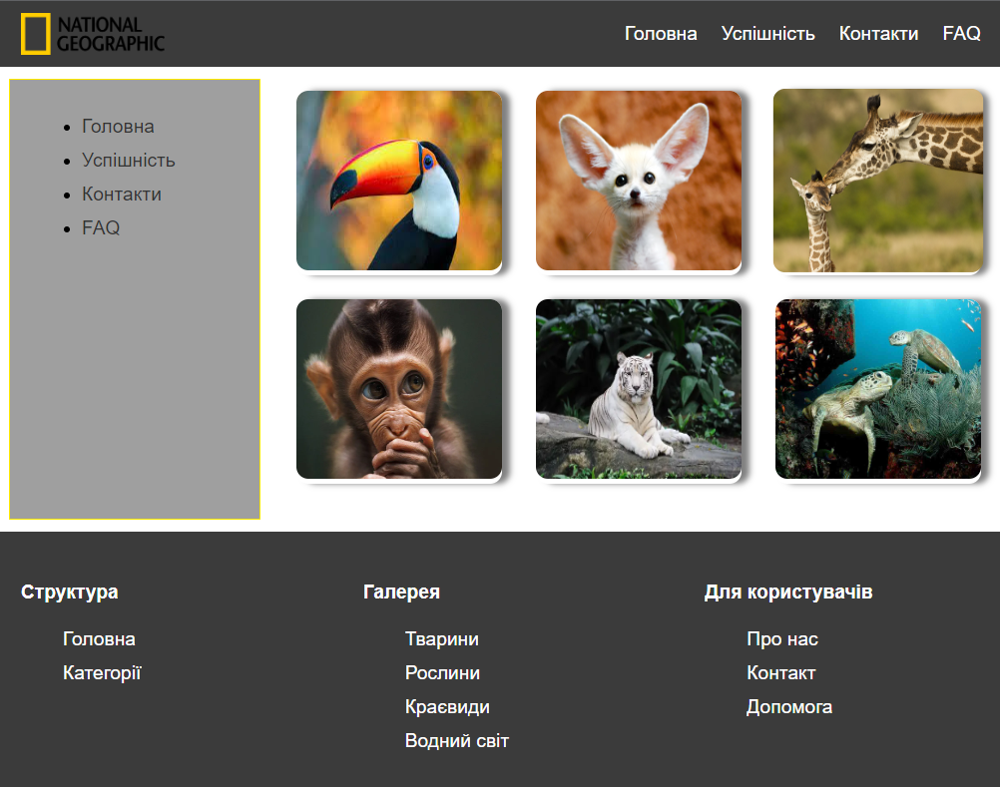 NATIONAL
GEOGRAPHIC
Головна Успішність Контакти FAQ
Головна
Успішність
Контакти
FAQ
Структура
Головна
Категорії
Галерея
Тварини
Рослини
Краєвиди
Водний світ
Для користувачів
Про нас
Контакт
Допомога